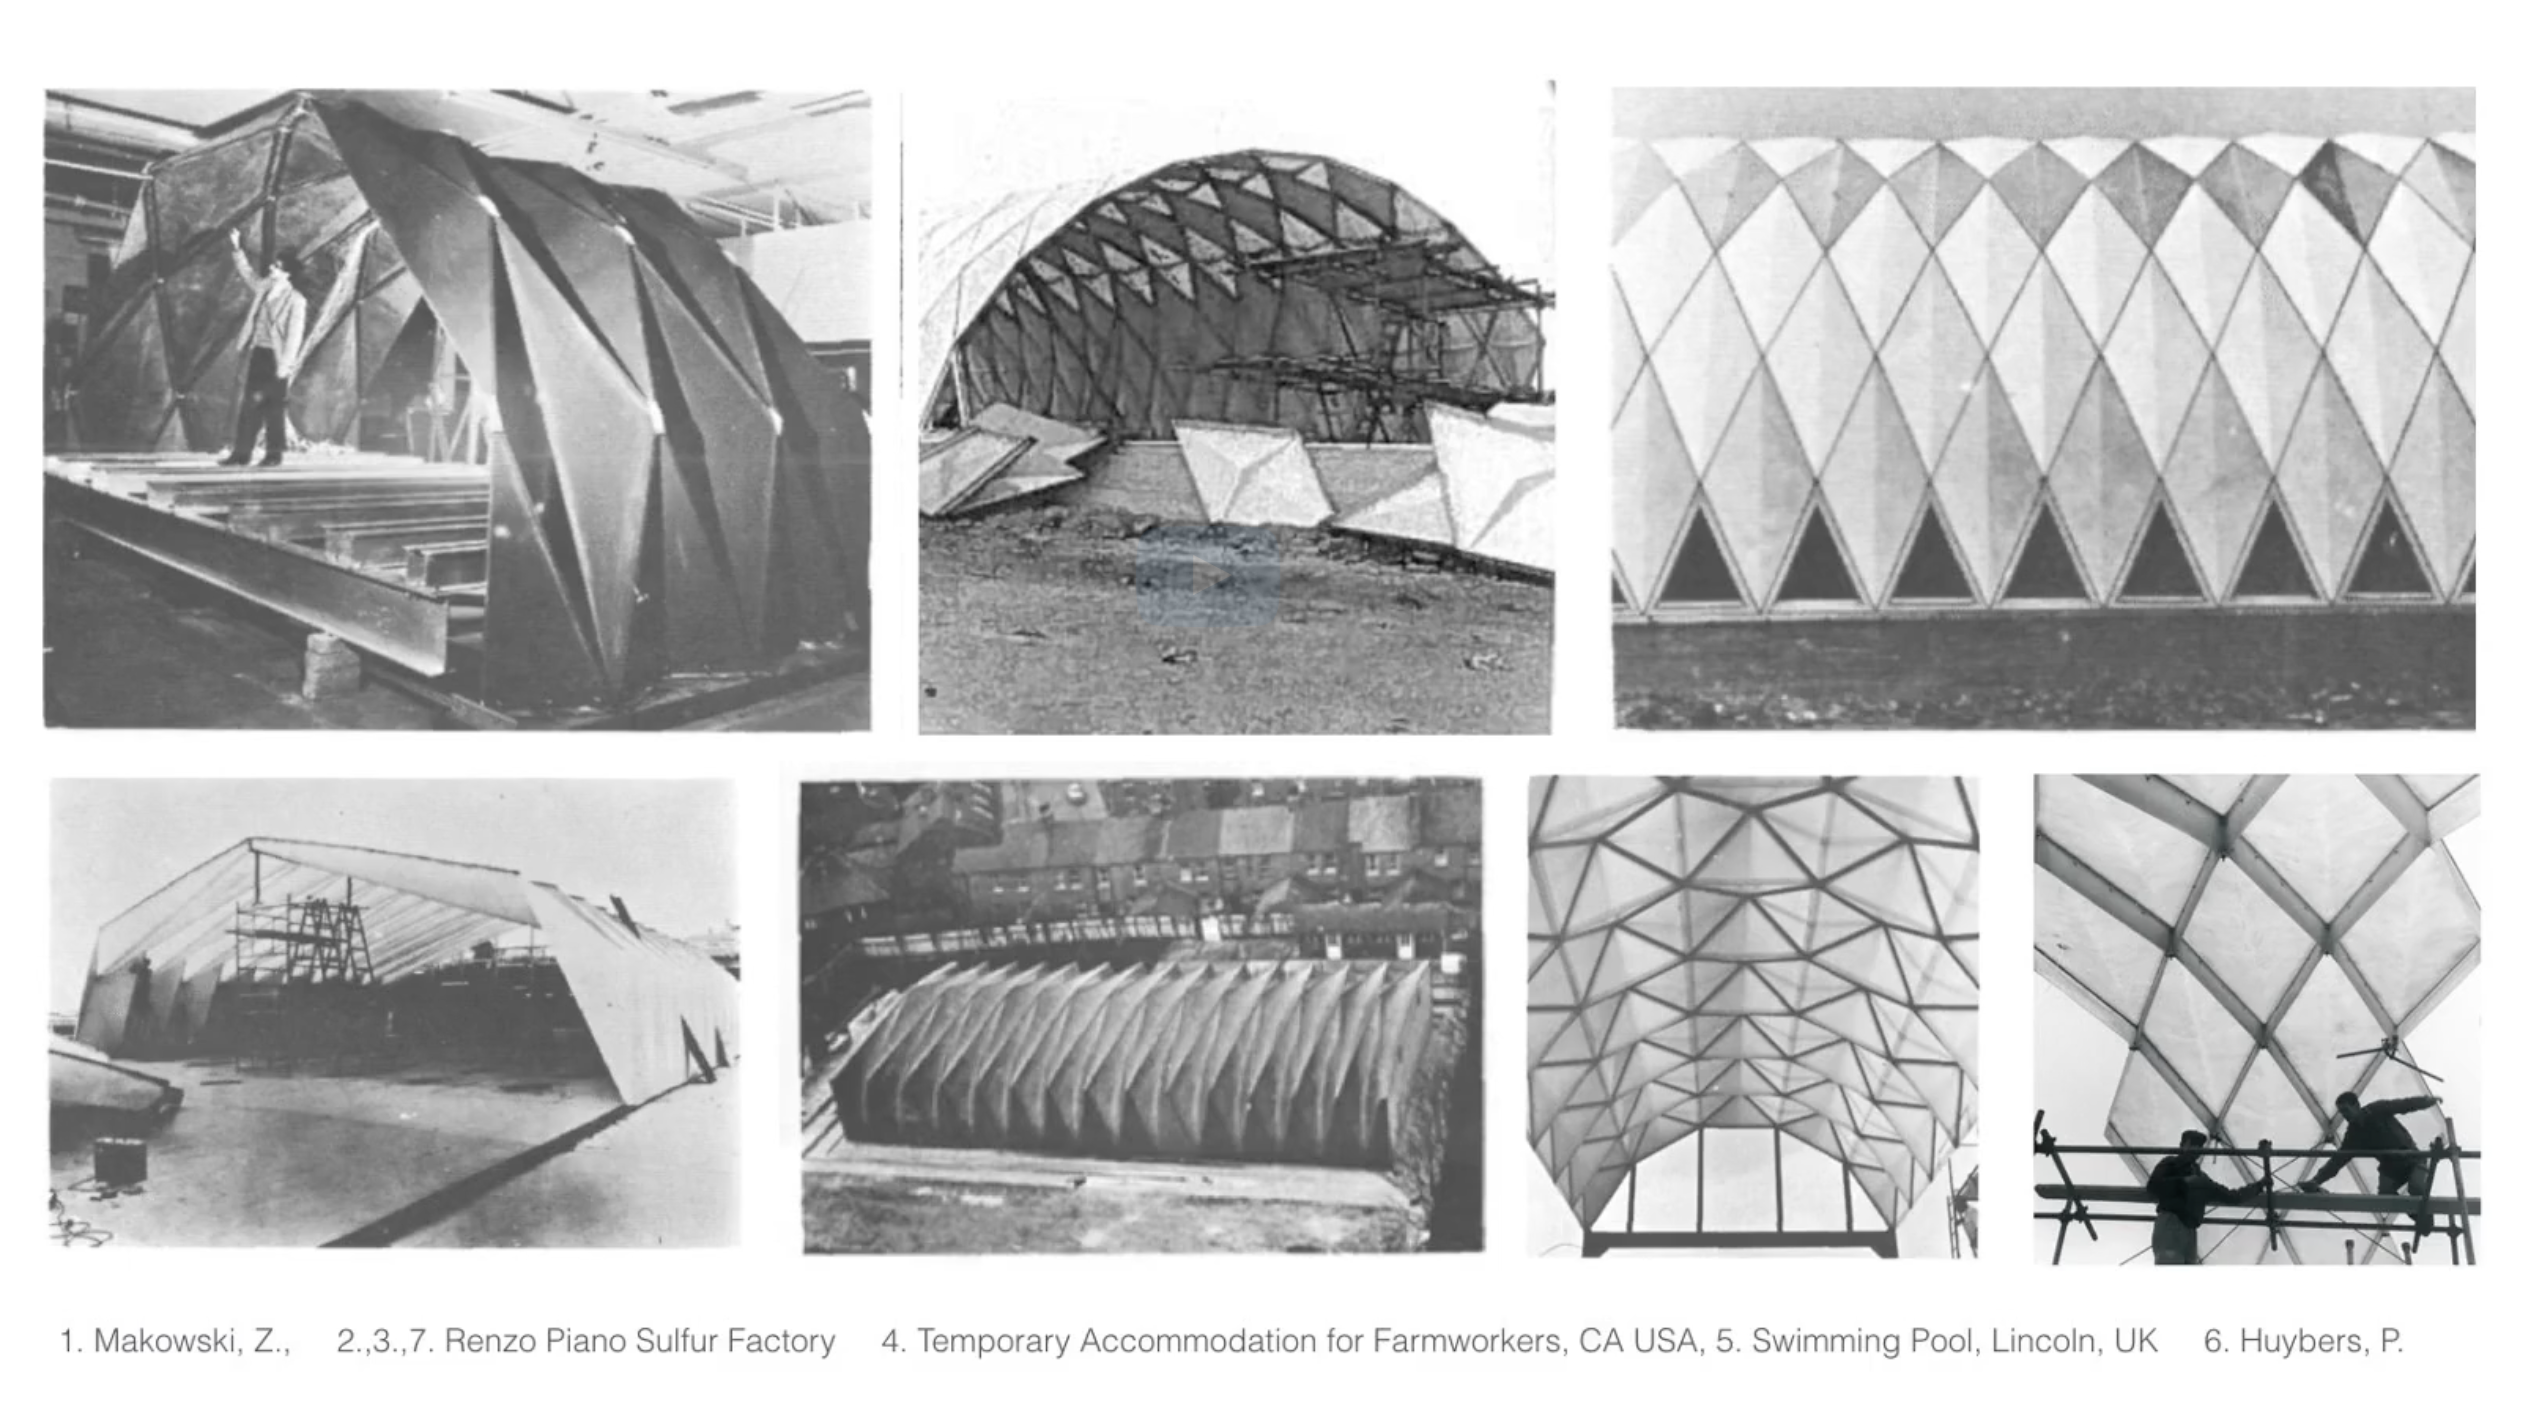 1. Makowski, Z., 2.,3.,7. Renzo Piano Sulfur Factory 4. Temporary Accommodation for Farmworkers, CA USA, 5. Swimming Pool, Lincoln, UK 6. Huybers, P.